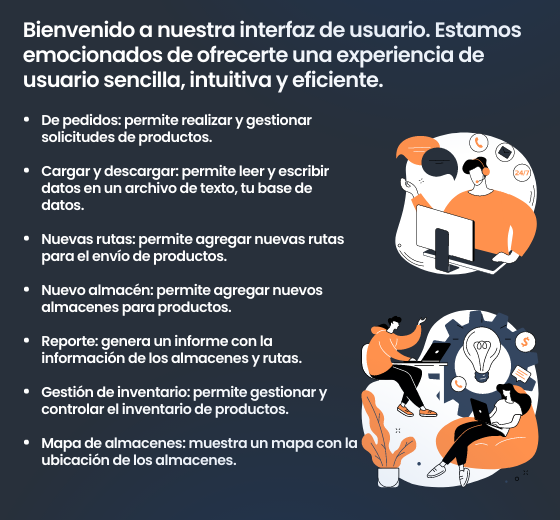 Bienvenido a nuestra interfaz de usuario. Estamos
emocionados de ofrecerte una experiencia de
usuario sencilla, intuitiva y eficiente.
• De pedidos: permite realizar y gestionar
solicitudes de productos.
• Cargar y descargar: permite leer y escribir
datos en un archivo de texto, tu base de
datos.
• Nuevas rutas: permite agregar nuevas rutas
para el envío de productos.
• Nuevo almacén: permite agregar nuevos
almacenes para productos.
• Reporte: genera un informe con la
información de los almacenes y rutas.
• Gestión de inventario: permite gestionar y
controlar el inventario de productos.
• Mapa de almacenes: muestra un mapa con la
ubicación de los almacenes.
24/7
$